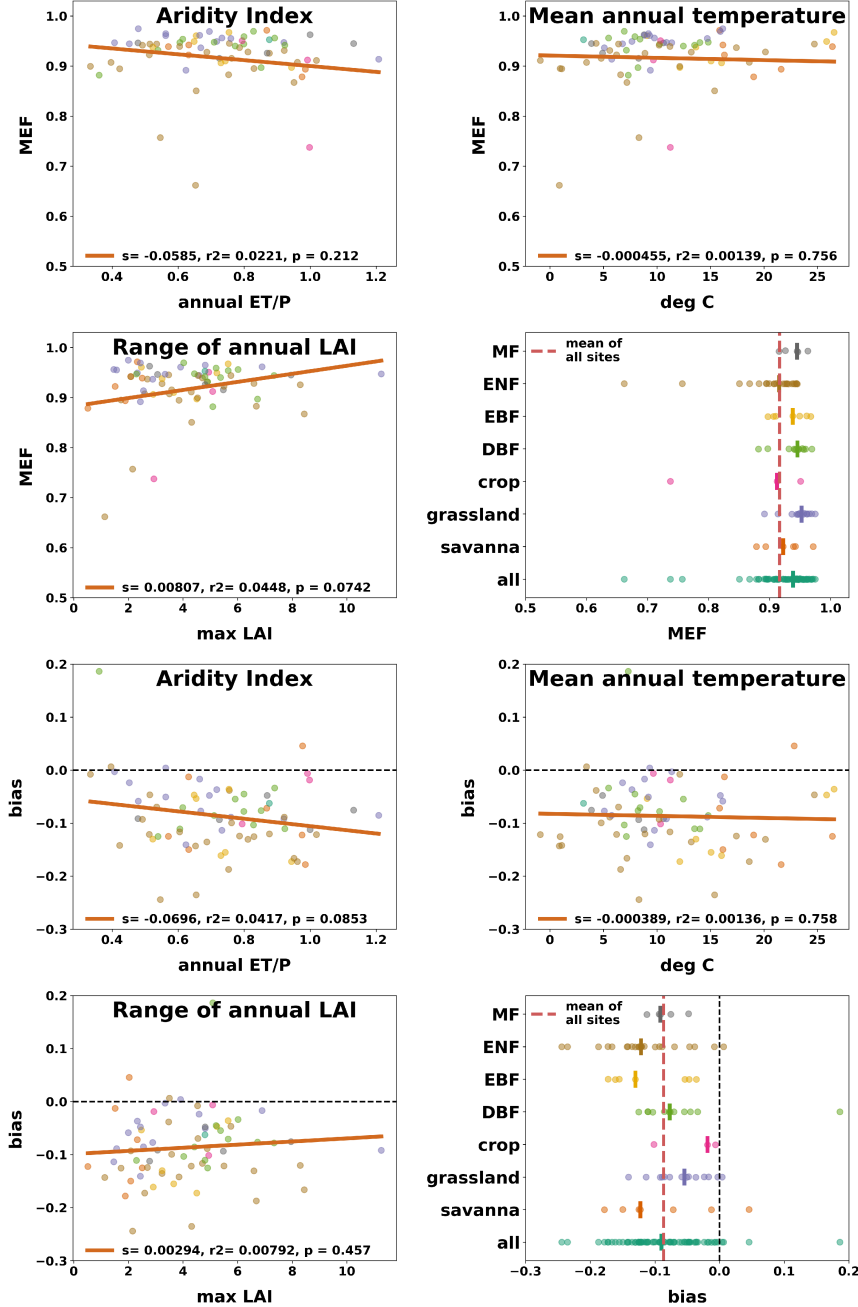 Aridity Index
1.0
0.9
0.8
0.7
0.6
0.5
MEF
s= -0.0585, r2= 0.0221, p = 0.212
0.4 0.6 0.8 1.0 1.2
annual ET/P
Mean annual temperature
1.0
0.9
0.8
0.7
0.6
0.5
MEF
s= -0.000455, r2= 0.00139, p = 0.756
0 5 10 15 20 25
deg C
Range of annual LAI
1.0
0.9
0.8
0.7
0.6
0.5
MEF
s= 0.00807, r2= 0.0448, p = 0.0742
0 2 4 6 8 10
max LAI
mean of
all sites
MF
ENF
EBF
DBF
crop
grassland
savanna
all
0.5 0.6 0.7 0.8 0.9 1.0
MEF
Aridity Index
0.2
0.1
0.0
−0.1
−0.2
−0.3
bias
s= -0.0696, r2= 0.0417, p = 0.0853
0.4 0.6 0.8 1.0 1.2
annual ET/P
Mean annual temperature
0.2
0.1
0.0
−0.1
−0.2
−0.3
bias
s= -0.000389, r2= 0.00136, p = 0.758
0 5 10 15 20 25
deg C
Range of annual LAI
0.2
0.1
0.0
−0.1
−0.2
−0.3
bias
s= 0.00294, r2= 0.00792, p = 0.457
0 2 4 6 8 10
max LAI
mean of
all sites
MF
ENF
EBF
DBF
crop
grassland
savanna
all
−0.3 −0.2 −0.1 0.0 0.1 0.2
bias